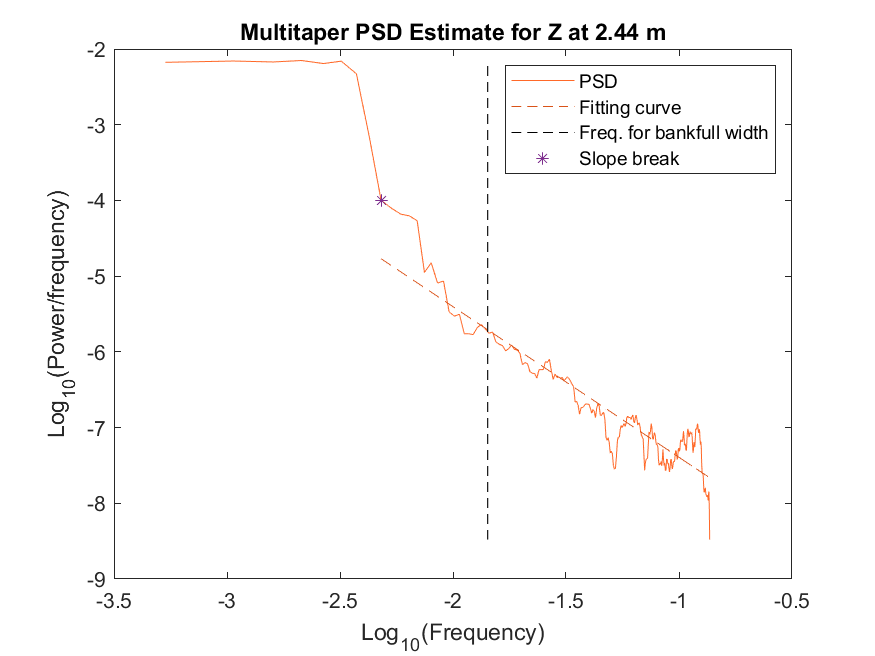 Multitaper PSD Estimate for Z at 2.44 m
-2
-3
-4
-5
-6
-7
-8
-9
Log10(Power/frequency)
PSD
Fitting curve
Freq. for bankfull width
Slope break
-3.5 -3 -2.5 -2 -1.5 -1 -0.5
Log10(Frequency)